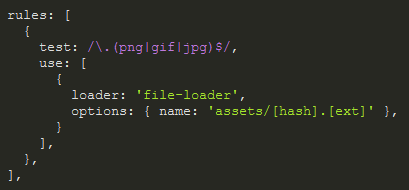 rules: [
  {
    test: /\.(png|gif|jpg)$/,
    use: [
      {
        loader: 'file-loader',
        options: { name: 'assets/[hash].[ext]' },
      }
    ],
  },
],